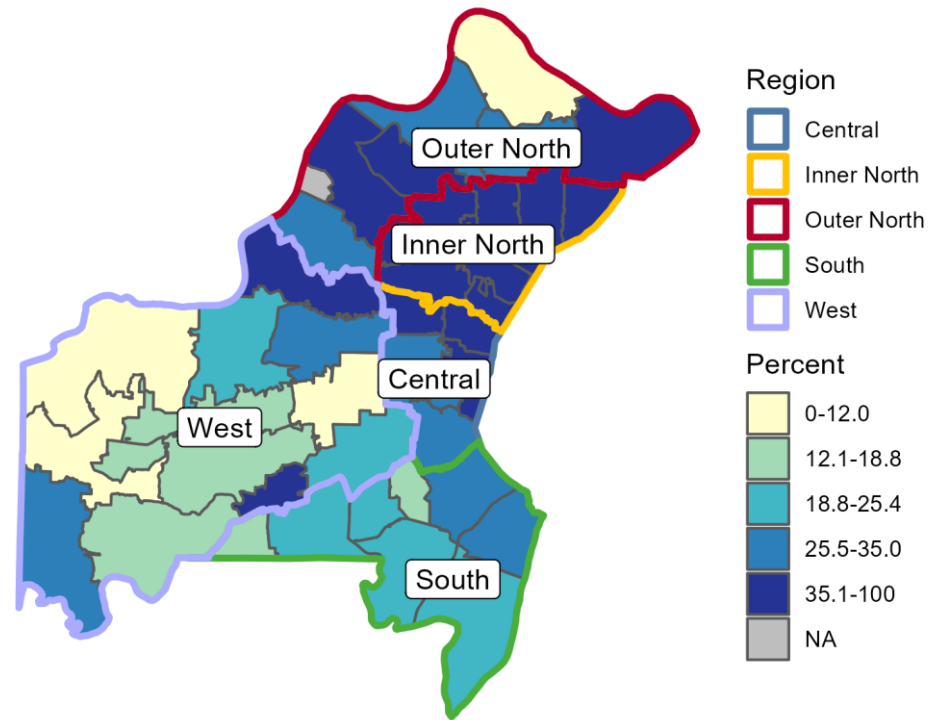 Outer North
Inner North
Central
West
South
Region
Central
Inner North
Outer North
South
West
Percent
0-12.0
12.1-18.8
18.8-25.4
25.5-35.0
35.1-100
NA